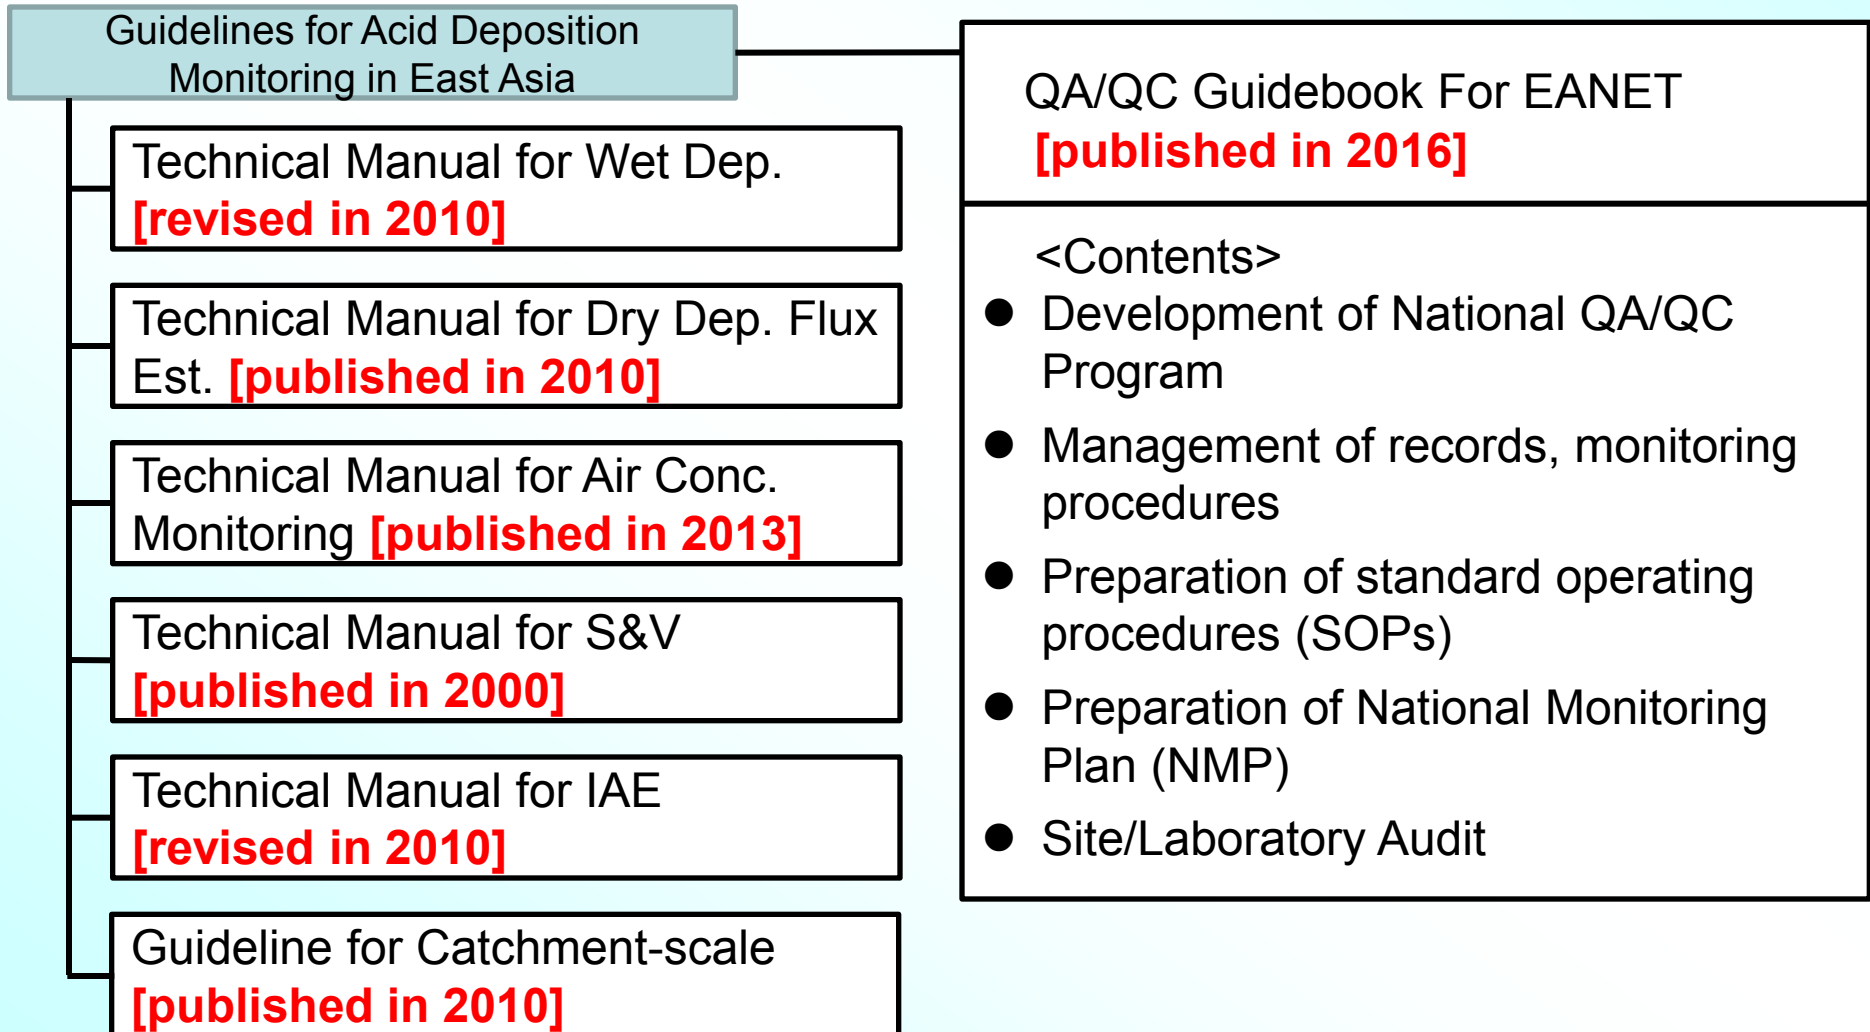 Guidelines for Acid Deposition
Monitoring in East Asia
Technical Manual for Wet Dep.
[revised in 2010]
Technical Manual for Dry Dep. Flux
Est. [published in 2010]
Technical Manual for Air Conc.
Monitoring [published in 2013]
Technical Manual for S&V
[published in 2000]
Technical Manual for IAE
[revised in 2010]
Guideline for Catchment-scale
[published in 2010]
QA/QC Guidebook For EANET
[published in 2016]
<Contents>
● Development of National QA/QC
Program
● Management of records, monitoring
procedures
● Preparation of standard operating
procedures (SOPs)
● Preparation of National Monitoring
Plan (NMP)
● Site/Laboratory Audit